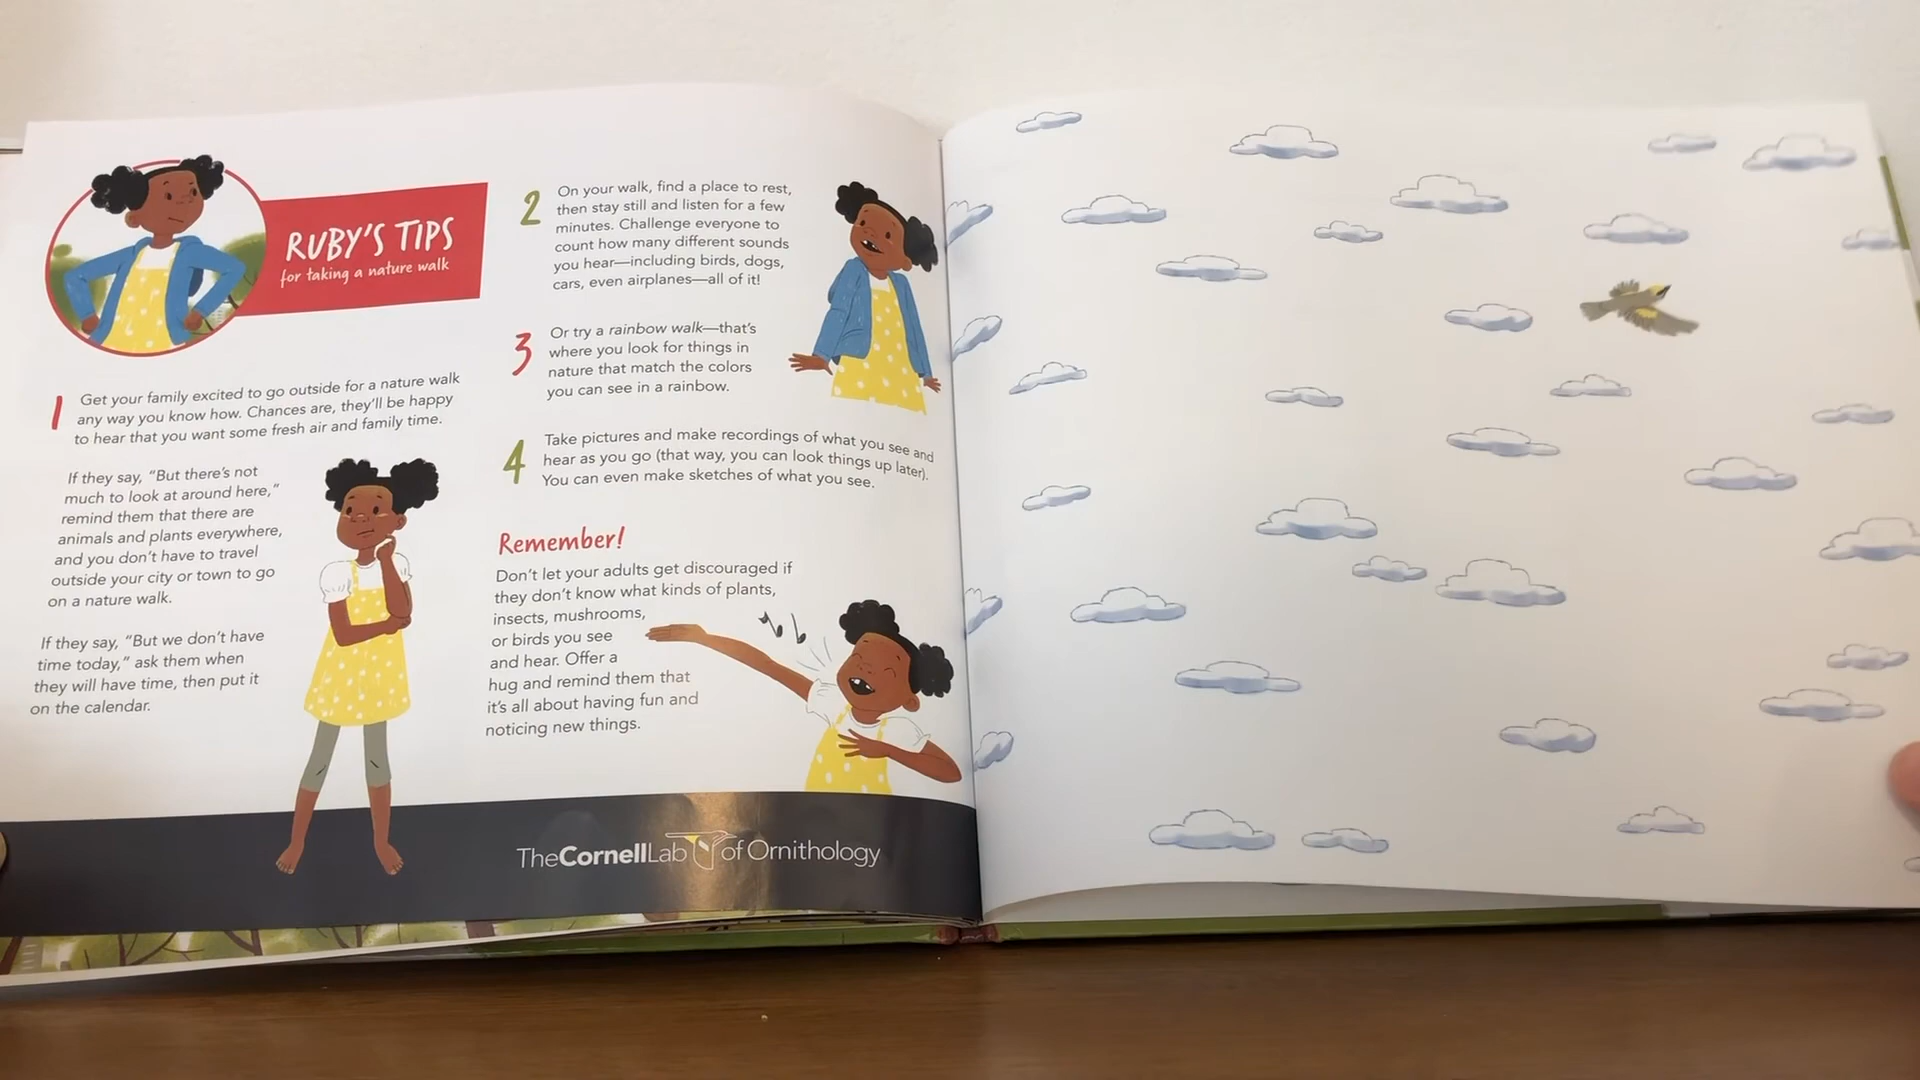 RUBY'S TIPS
for taking a nature walk
1 Get your family excited to go outside for a nature walk
any way you know how. Chances are, they'll be happy
to hear that you want some fresh air and family time.
If they say, "But there's not
much to look at around here,"
remind them that there are
animals and plants everywhere,
and you don't have to travel
outside your city or town to go
on a nature walk.
If they say, "But we don't have
time today," ask them when
they will have time, then put it
on the calendar.
2 On your walk, find a place to rest,
then stay still and listen for a few
minutes. Challenge everyone to
count how many different sounds
you hear—including birds, dogs,
cars, even airplanes—all of it!
3 Or try a rainbow walk—that's
where you look for things in
nature that match the colors
you can see in a rainbow.
4 Take pictures and make recordings of what you see and
hear as you go (that way, you can look things up later).
You can even make sketches of what you see.
Remember!
Don't let your adults get discouraged if
they don't know what kinds of plants,
insects, mushrooms,
or birds you see
and hear. Offer a
hug and remind them that
it's all about having fun and
noticing new things.
TheCornellLab of Ornithology